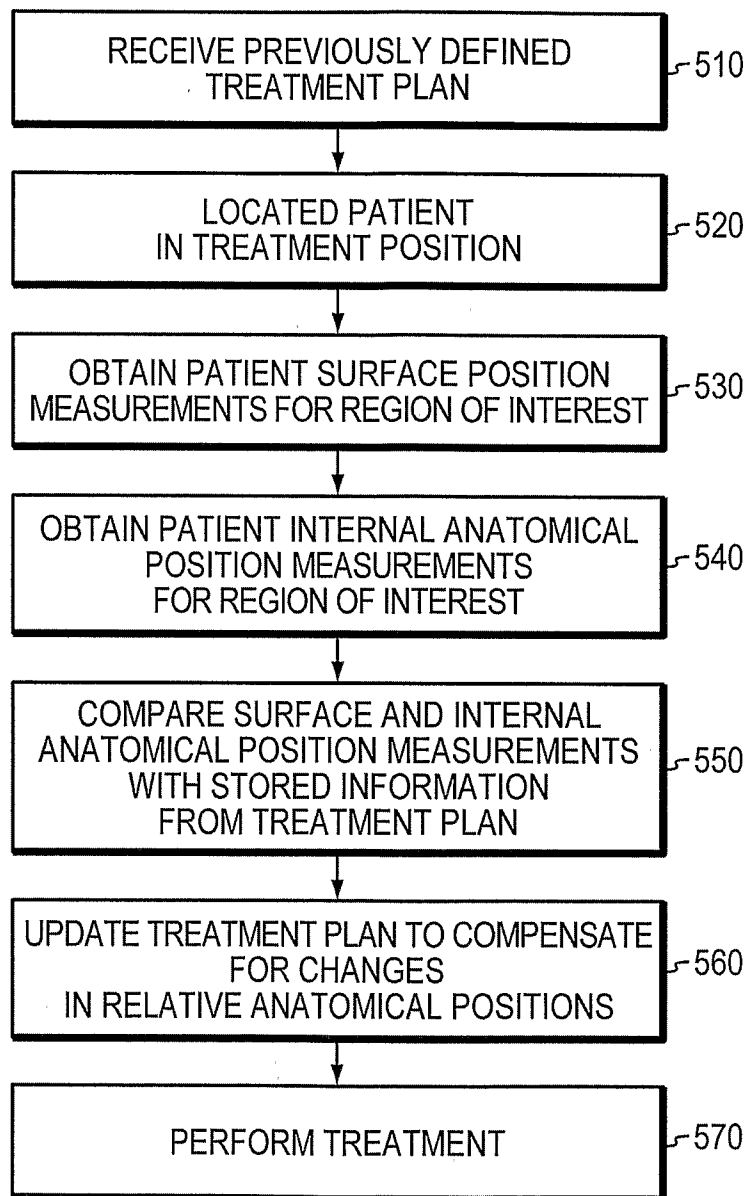 RECEIVE PREVIOUSLY DEFINED
TREATMENT PLAN
510
LOCATED PATIENT
IN TREATMENT POSITION
520
OBTAIN PATIENT SURFACE POSITION
MEASUREMENTS FOR REGION OF INTEREST
530
OBTAIN PATIENT INTERNAL ANATOMICAL
POSITION MEASUREMENTS
FOR REGION OF INTEREST
540
COMPARE SURFACE AND INTERNAL
ANATOMICAL POSITION MEASUREMENTS
WITH STORED INFORMATION
FROM TREATMENT PLAN
550
UPDATE TREATMENT PLAN TO COMPENSATE
FOR CHANGES
IN RELATIVE ANATOMICAL POSITIONS
560
PERFORM TREATMENT
570